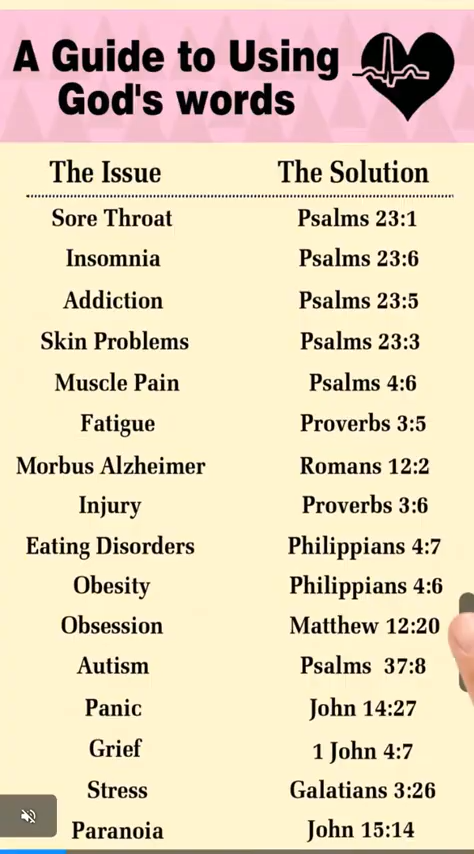 A Guide to Using
God's words
The Issue The Solution
Sore Throat Psalms 23:1
Insomnia Psalms 23:6
Addiction Psalms 23:5
Skin Problems Psalms 23:3
Muscle Pain Psalms 4:6
Fatigue Proverbs 3:5
Morbus Alzheimer Romans 12:2
Injury Proverbs 3:6
Eating Disorders Philippians 4:7
Obesity Philippians 4:6
Obsession Matthew 12:20
Autism Psalms 37:8
Panic John 14:27
Grief 1 John 4:7
Stress Galatians 3:26
Paranoia John 15:14